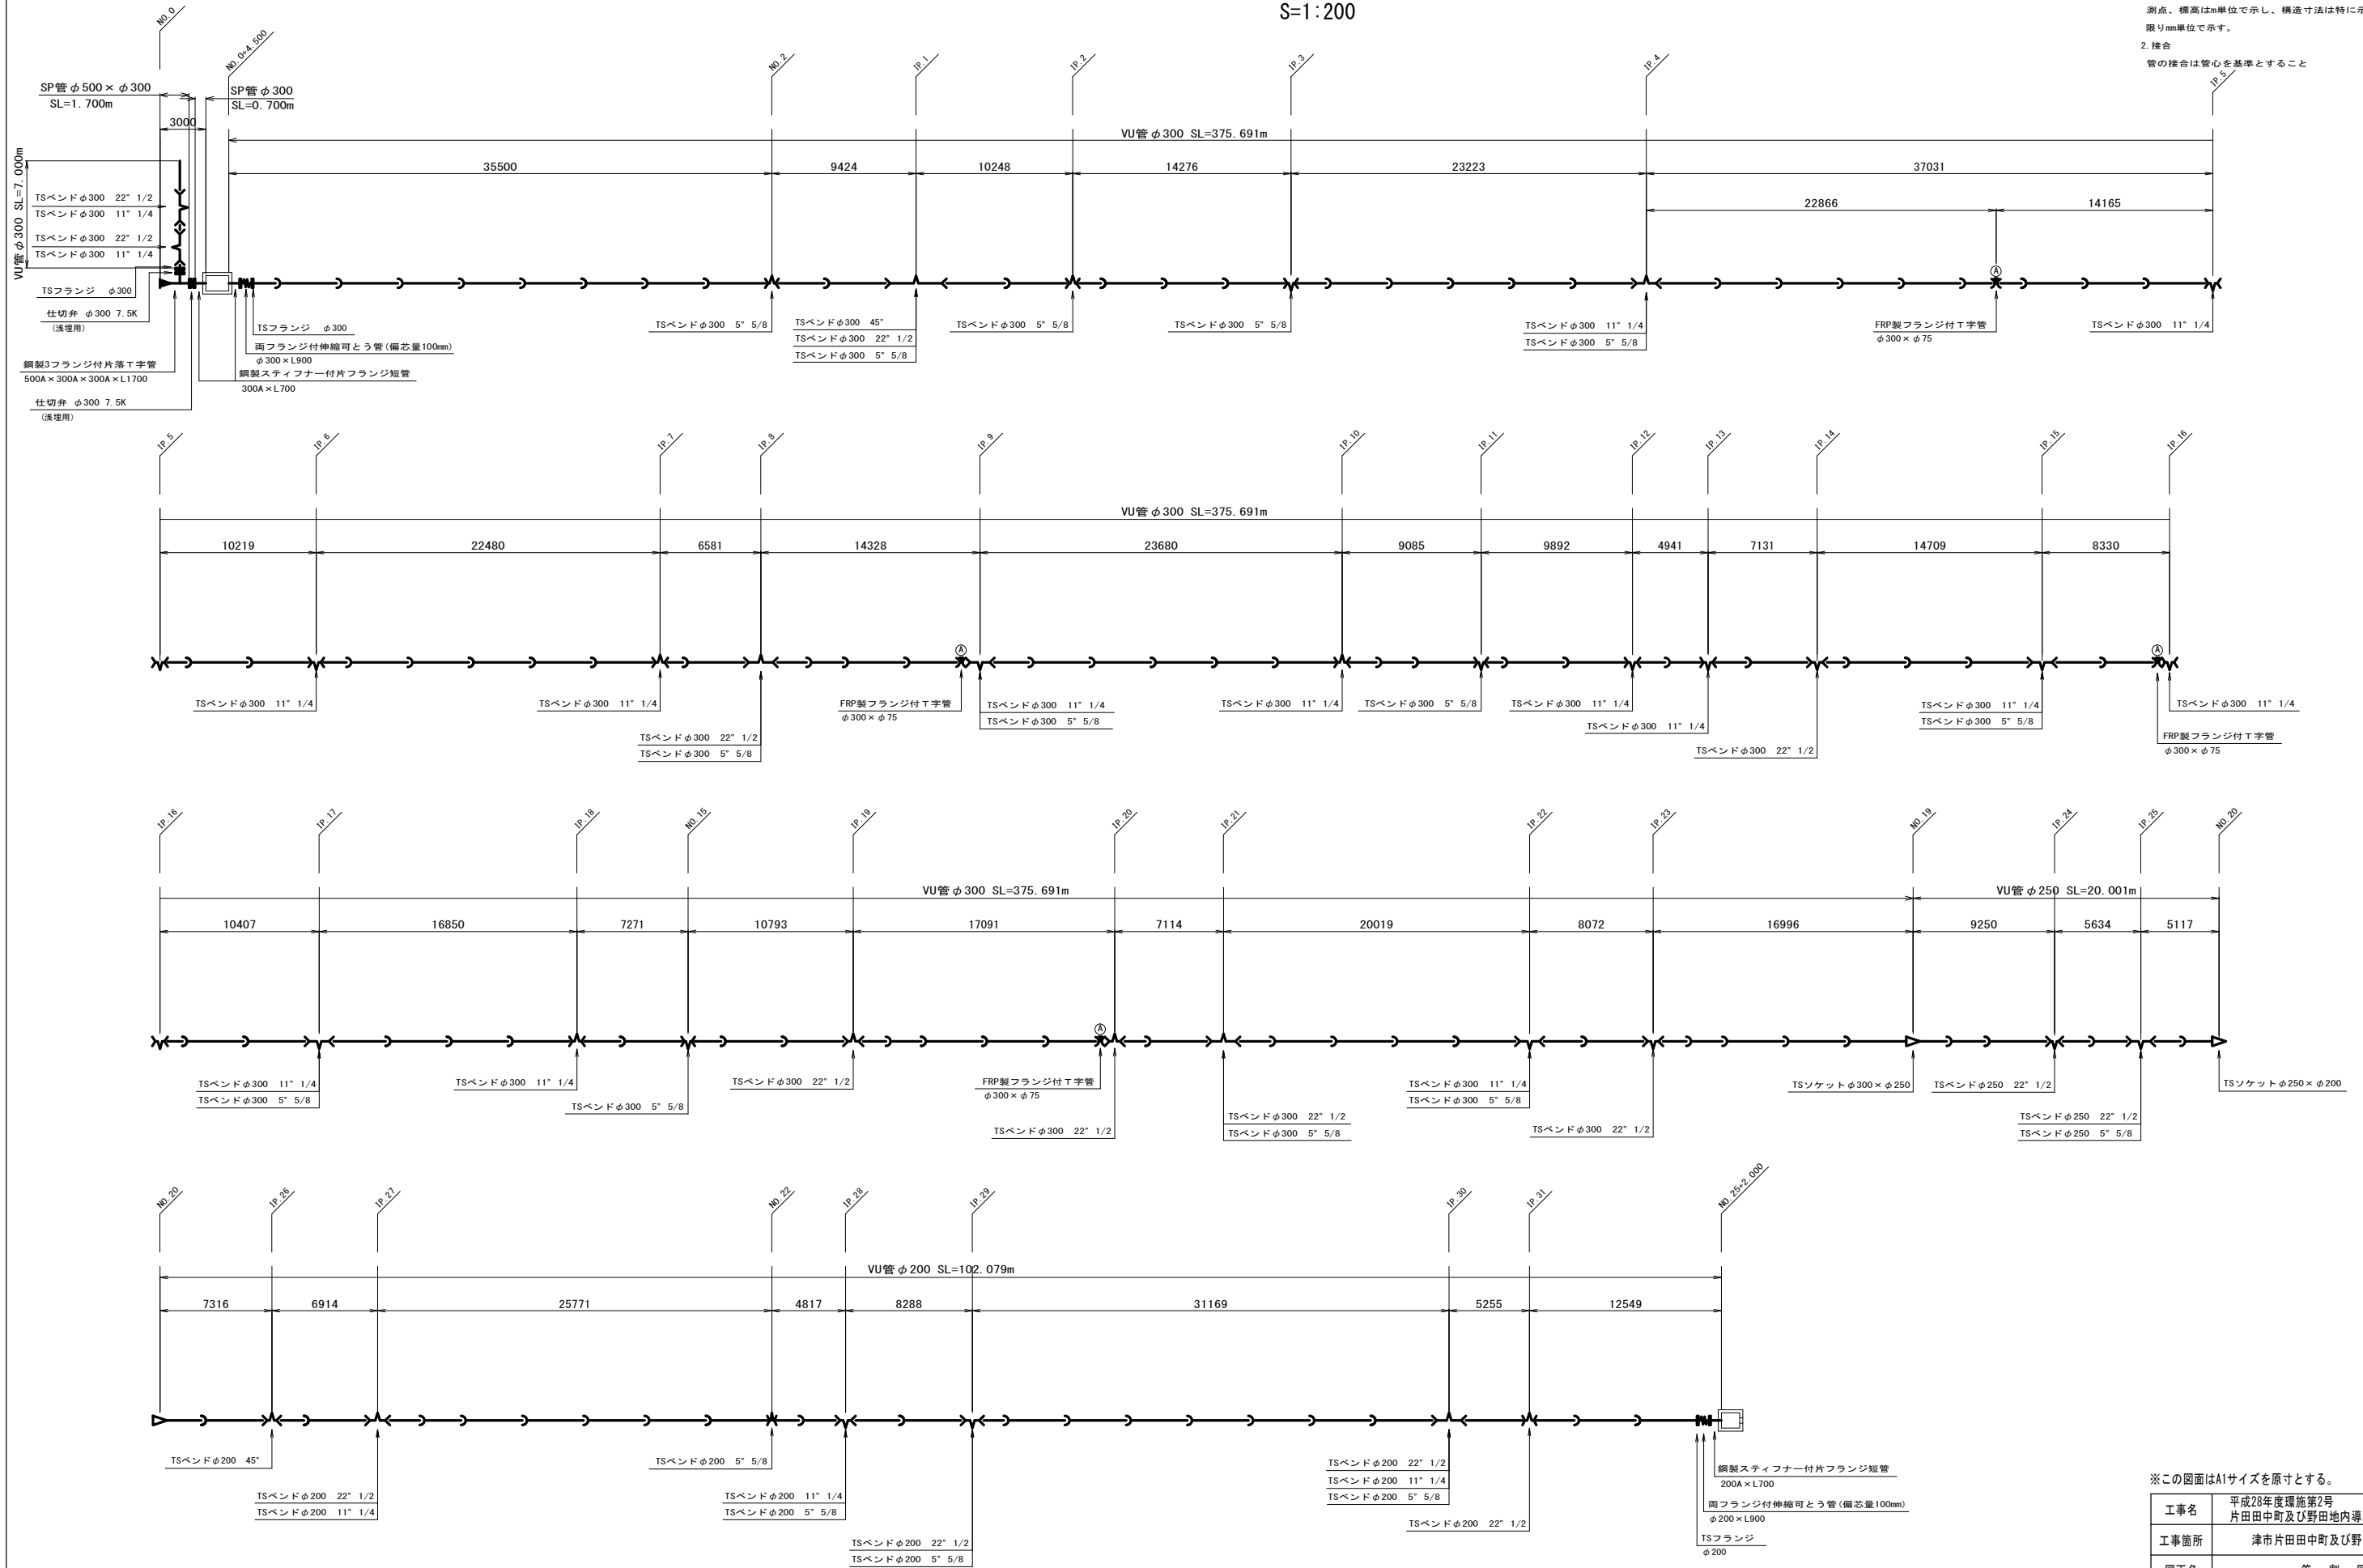 S=1:200
測点、標高はm単位で示し、構造寸法は特に
限りmm単位で示す。
2. 接合
管の接合は管心を基準とすること
NO.0
NO.0+4.500
NO.2
IP.1
IP.2
IP.3
IP.4
IP.5
SP管φ500×φ300
SL=1.700m
SP管φ300
SL=0.700m
3000
VU管φ300 SL=375.691m
35500
9424
10248
14276
23223
37031
22866
14165
VU管φ300 SL=7.000m
TSベンドφ300 22° 1/2
TSベンドφ300 11° 1/4
TSベンドφ300 22° 1/2
TSベンドφ300 11° 1/4
TSフランジ φ300
仕切弁 φ300 7.5K
(浅埋用)
鋼製3フランジ付片落T字管
500A×300A×300A×L1700
仕切弁 φ300 7.5K
(浅埋用)
TSフランジ φ300
両フランジ付伸縮可とう管(偏芯量100mm)
φ300×L900
鋼製スティフナー付片フランジ短管
300A×L700
TSベンドφ300 5° 5/8
TSベンドφ300 45°
TSベンドφ300 22° 1/2
TSベンドφ300 5° 5/8
TSベンドφ300 5° 5/8
TSベンドφ300 5° 5/8
TSベンドφ300 11° 1/4
TSベンドφ300 5° 5/8
A
FRP製フランジ付T字管
φ300×φ75
TSベンドφ300 11° 1/4
IP.5
IP.6
IP.7
IP.8
IP.9
IP.10
IP.11
IP.12
IP.13
IP.14
IP.15
IP.16
VU管φ300 SL=375.691m
10219
22480
6581
14328
23680
9085
9892
4941
7131
14709
8330
A
A
TSベンドφ300 11° 1/4
TSベンドφ300 11° 1/4
TSベンドφ300 22° 1/2
TSベンドφ300 5° 5/8
FRP製フランジ付T字管
φ300×φ75
TSベンドφ300 11° 1/4
TSベンドφ300 5° 5/8
TSベンドφ300 11° 1/4
TSベンドφ300 5° 5/8
TSベンドφ300 11° 1/4
TSベンドφ300 11° 1/4
TSベンドφ300 22° 1/2
TSベンドφ300 11° 1/4
TSベンドφ300 5° 5/8
TSベンドφ300 11° 1/4
FRP製フランジ付T字管
φ300×φ75
IP.16
IP.17
IP.18
NO.15
IP.19
IP.20
IP.21
IP.22
IP.23
NO.19
IP.24
IP.25
NO.20
VU管φ300 SL=375.691m
VU管φ250 SL=20.001m
10407
16850
7271
10793
17091
7114
20019
8072
16996
9250
5634
5117
A
TSベンドφ300 11° 1/4
TSベンドφ300 5° 5/8
TSベンドφ300 11° 1/4
TSベンドφ300 5° 5/8
TSベンドφ300 22° 1/2
FRP製フランジ付T字管
φ300×φ75
TSベンドφ300 22° 1/2
TSベンドφ300 22° 1/2
TSベンドφ300 5° 5/8
TSベンドφ300 11° 1/4
TSベンドφ300 5° 5/8
TSベンドφ300 22° 1/2
TSソケットφ300×φ250
TSベンドφ250 22° 1/2
TSベンドφ250 22° 1/2
TSベンドφ250 5° 5/8
TSソケットφ250×φ200
NO.20
IP.26
IP.27
NO.22
IP.28
IP.29
IP.30
IP.31
NO.25+2.000
VU管φ200 SL=102.079m
7316
6914
25771
4817
8288
31169
5255
12549
TSベンドφ200 45°
TSベンドφ200 22° 1/2
TSベンドφ200 11° 1/4
TSベンドφ200 5° 5/8
TSベンドφ200 11° 1/4
TSベンドφ200 5° 5/8
TSベンドφ200 22° 1/2
TSベンドφ200 5° 5/8
TSベンドφ200 22° 1/2
TSベンドφ200 11° 1/4
TSベンドφ200 5° 5/8
TSベンドφ200 22° 1/2
鋼製スティフナー付片フランジ短管
200A×L700
両フランジ付伸縮可とう管(偏芯量100mm)
φ200×L900
TSフランジ
φ200
※この図面はA1サイズを原寸とする。
工事名 平成28年度環施第2号
片田田中町及び野田地内導
工事箇所 津市片田田中町及び野